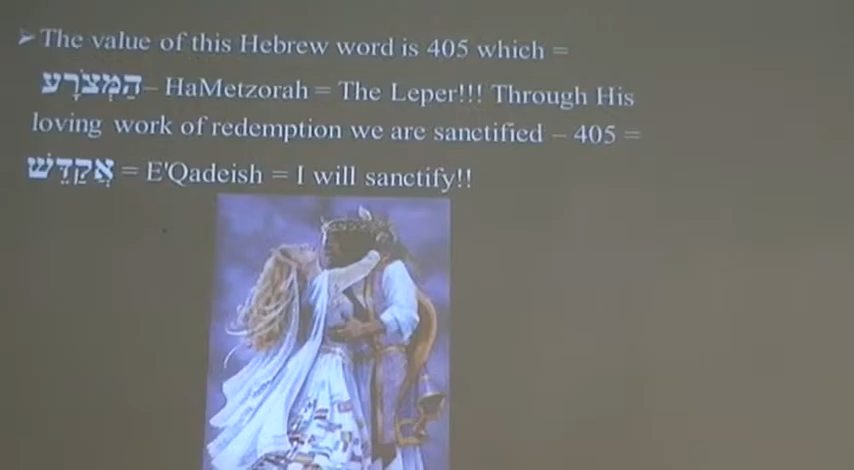 ➢ The value of this Hebrew word is 405 which =
הַמְּצֹרָע– HaMetzorah = The Leper!!! Through His
loving work of redemption we are sanctified – 405 =
אֲקַדֵּשׁ = E'Qadeish = I will sanctify!!